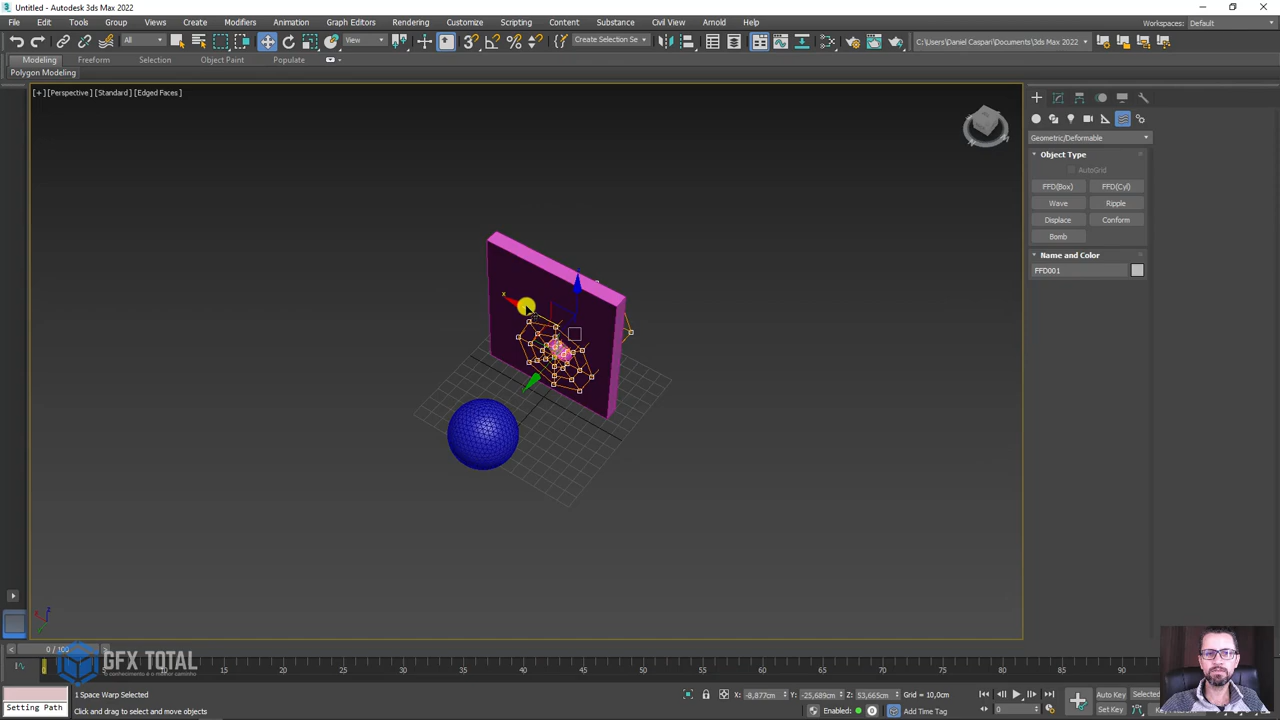 Untitled - Autodesk 3ds Max 2022
File Edit Tools Group Views Create Modifiers Animation Graph Editors Rendering Customize Scripting Content Substance Civil View Arnold Help
Workspaces: Default
All
View
Create Selection Se
C:\Users\Daniel Caspari\Documents\3ds Max 2022
Modeling Freeform Selection Object Paint Populate
Polygon Modeling
[+] [Perspective] [Standard] [Edged Faces]
Geometric/Deformable
Object Type
AutoGrid
FFD(Box) FFD(Cyl)
Wave Ripple
Displace Conform
Bomb
Name and Color
FFD001
x
0 / 100
GFX TOTAL
o conhecimento é o melhor caminho
15 20 25 30 35 40 45 50 55 60 65 70 75 80 85 90
1 Space Warp Selected
X: -8,877cm Y: -25,689cm Z: 53,665cm Grid = 10,0cm
Auto Key Selected
Setting Path
Click and drag to select and move objects
Enabled:
Add Time Tag
0
Set Key